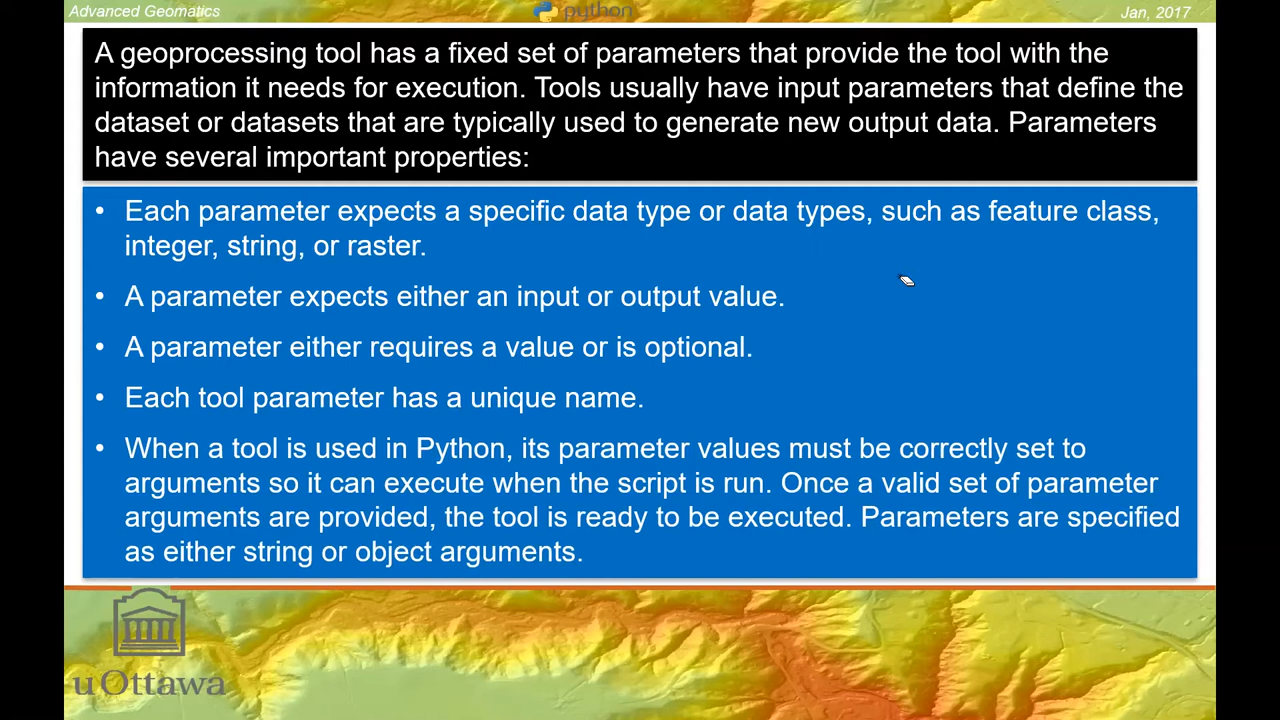 Advanced Geomatics
python
Jan, 2017
A geoprocessing tool has a fixed set of parameters that provide the tool with the
information it needs for execution. Tools usually have input parameters that define the
dataset or datasets that are typically used to generate new output data. Parameters
have several important properties:
• Each parameter expects a specific data type or data types, such as feature class,
integer, string, or raster.
• A parameter expects either an input or output value.
• A parameter either requires a value or is optional.
• Each tool parameter has a unique name.
• When a tool is used in Python, its parameter values must be correctly set to
arguments so it can execute when the script is run. Once a valid set of parameter
arguments are provided, the tool is ready to be executed. Parameters are specified
as either string or object arguments.
uOttawa